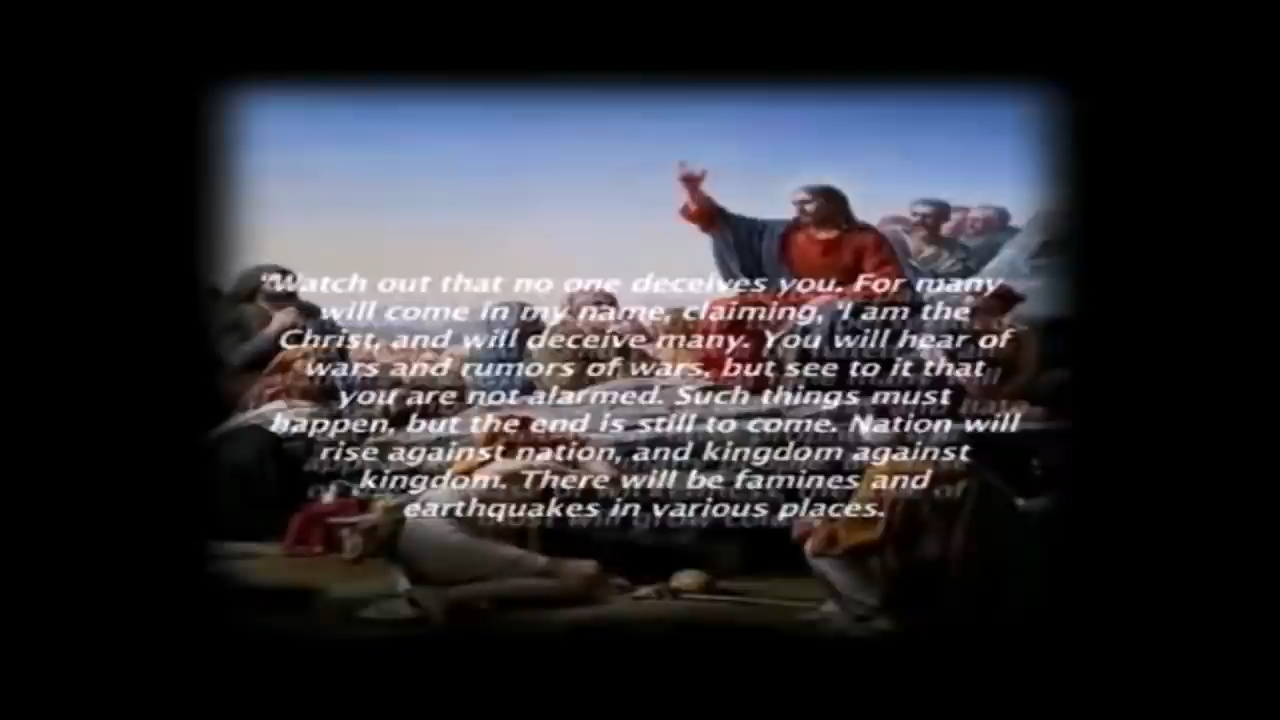 "Watch out that no one deceives you. For many
will come in my name, claiming, 'I am the
Christ, and will deceive many. You will hear of
wars and rumors of wars, but see to it that
you are not alarmed. Such things must
happen, but the end is still to come. Nation will
rise against nation, and kingdom against
kingdom. There will be famines and
earthquakes in various places.